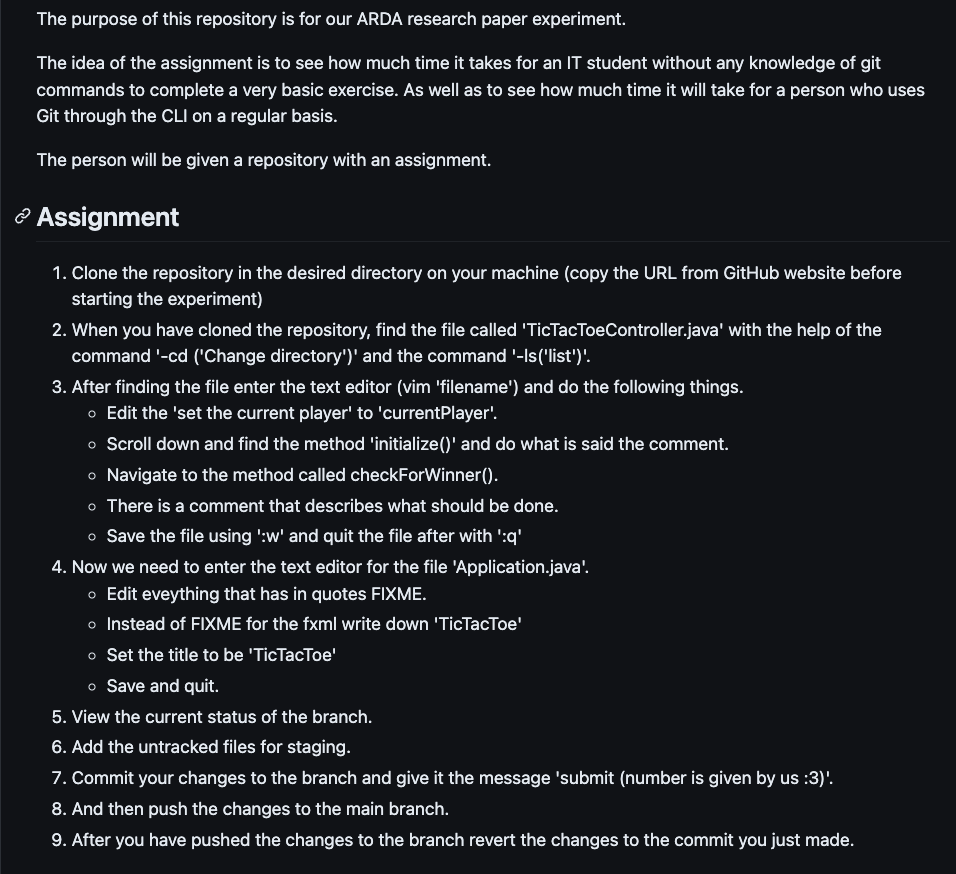 The purpose of this repository is for our ARDA research paper experiment.
The idea of the assignment is to see how much time it takes for an IT student without any knowledge of git
commands to complete a very basic exercise. As well as to see how much time it will take for a person who uses
Git through the CLI on a regular basis.
The person will be given a repository with an assignment.
Assignment
1. Clone the repository in the desired directory on your machine (copy the URL from GitHub website before
starting the experiment)
2. When you have cloned the repository, find the file called 'TicTacToeController.java' with the help of the
command '-cd ('Change directory')' and the command '-ls('list')'.
3. After finding the file enter the text editor (vim 'filename') and do the following things.
○ Edit the 'set the current player' to 'currentPlayer'.
○ Scroll down and find the method 'initialize()' and do what is said the comment.
○ Navigate to the method called checkForWinner().
○ There is a comment that describes what should be done.
○ Save the file using ':w' and quit the file after with ':q'
4. Now we need to enter the text editor for the file 'Application.java'.
○ Edit eveything that has in quotes FIXME.
○ Instead of FIXME for the fxml write down 'TicTacToe'
○ Set the title to be 'TicTacToe'
○ Save and quit.
5. View the current status of the branch.
6. Add the untracked files for staging.
7. Commit your changes to the branch and give it the message 'submit (number is given by us :3)'.
8. And then push the changes to the main branch.
9. After you have pushed the changes to the branch revert the changes to the commit you just made.